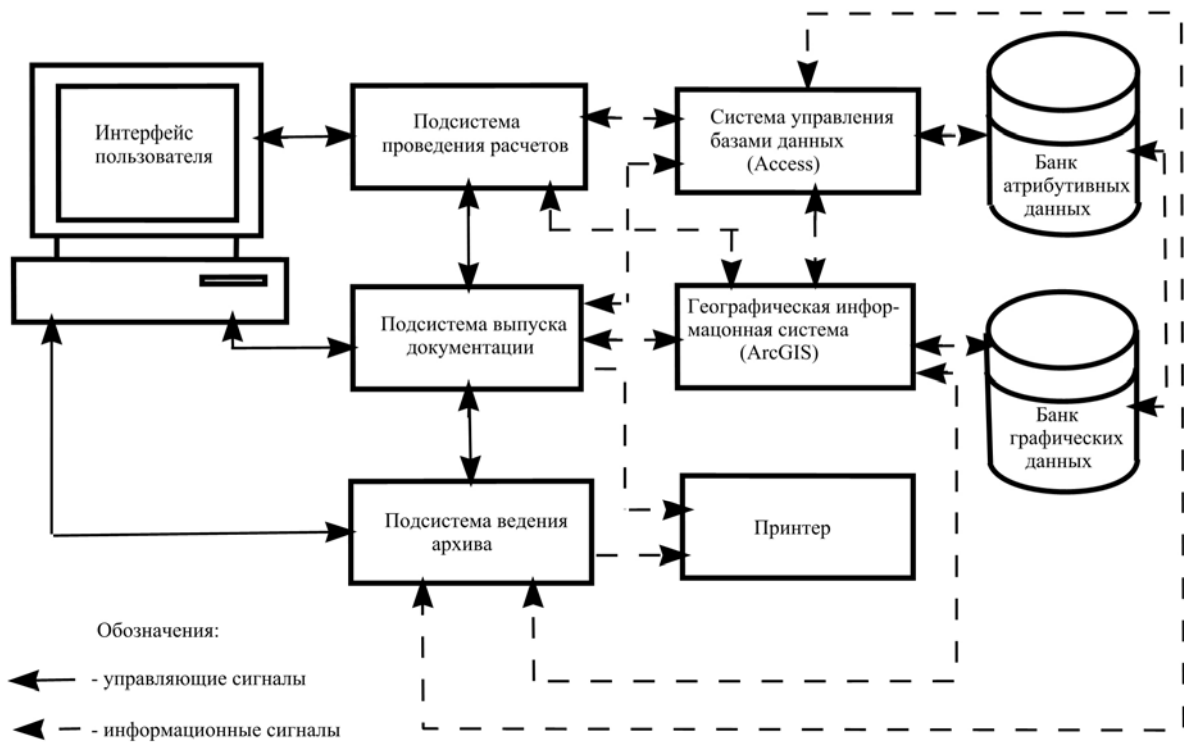 Интерфейс
пользователя
Подсистема
проведения расчетов
Система управления
базами данных
(Access)
Банк
атрибутивных
данных
Подсистема выпуска
документации
Географическая инфор-
мацонная система
(ArcGIS)
Банк
графических
данных
Подсистема ведения
архива
Принтер
Обозначения:
- управляющие сигналы
- информационные сигналы